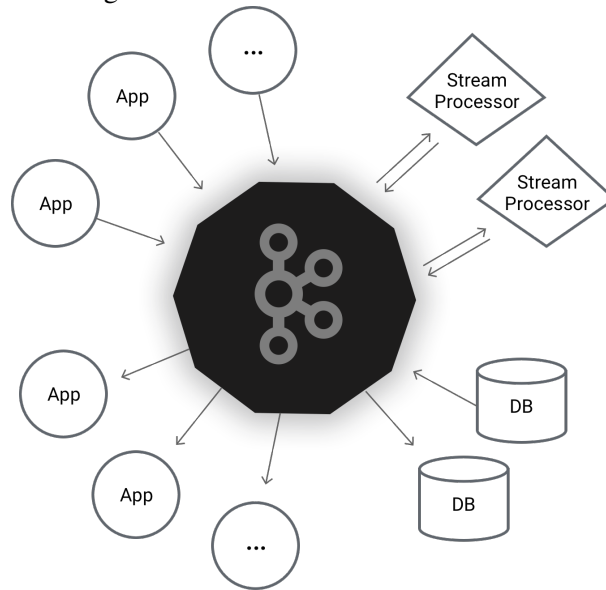 ...
App
Stream
Processor
App
Stream
Processor
App
DB
App
DB
...